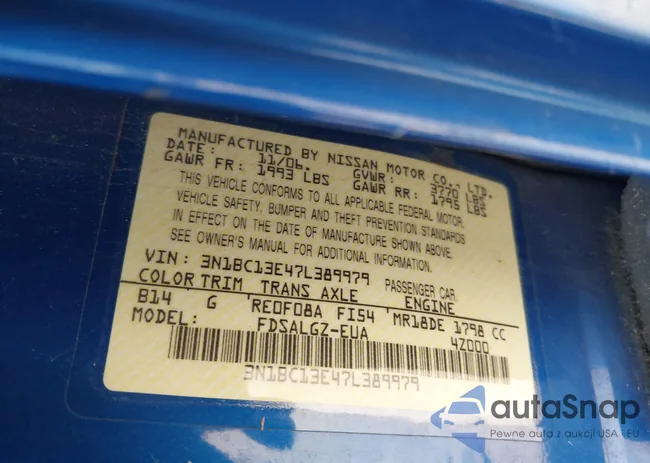 MANUFACTURED BY NISSAN MOTOR CO., LTD.
DATE: 11/06. GVWR: 3770 LBS
GAWR FR: 1993 LBS GAWR RR: 1795 LBS
THIS VEHICLE CONFORMS TO ALL APPLICABLE FEDERAL MOTOR
VEHICLE SAFETY, BUMPER AND THEFT PREVENTION STANDARDS
IN EFFECT ON THE DATE OF MANUFACTURE SHOWN ABOVE.
SEE OWNER'S MANUAL FOR ADDITIONAL INFORMATION.
VIN: 3N1BC13E47L389979 PASSENGER CAR
COLOR TRIM TRANS AXLE ENGINE
B14 G RE0F08A FI54 MR18DE 1798 CC
MODEL: FDSALGZ-EUA 4Z000
3N1BC13E47L389979
autoSnap
Pewne auta z aukcji USA i EU